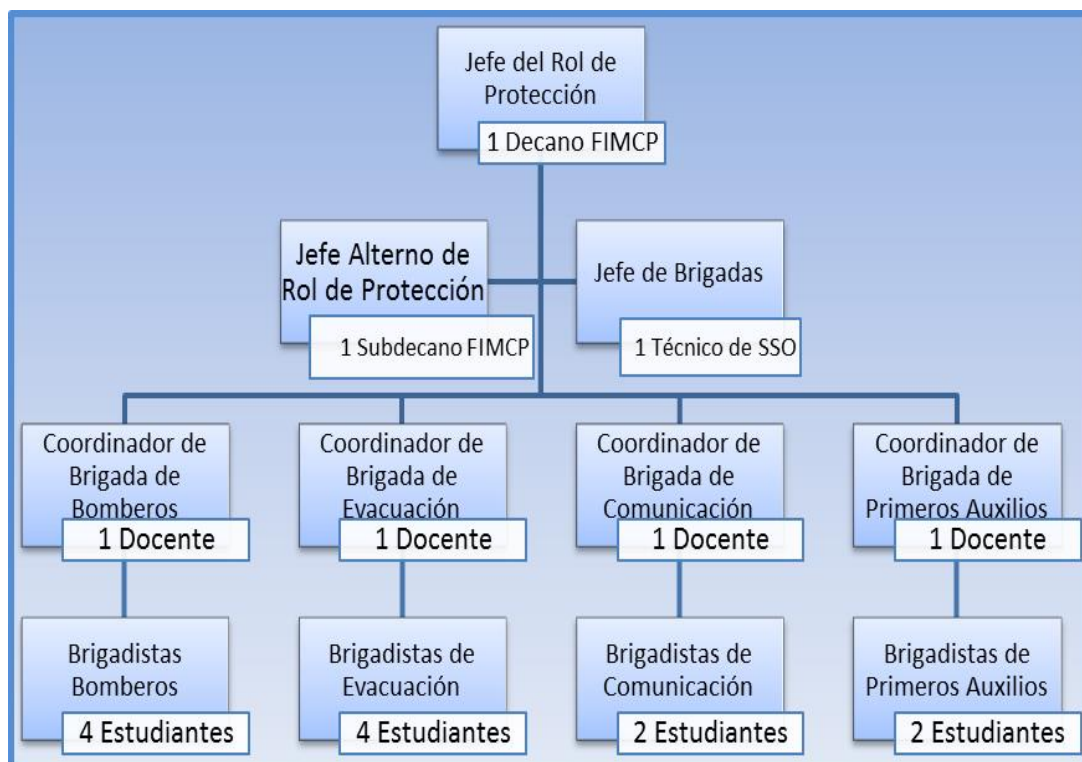 Jefe del Rol de
Protección
1 Decano FIMCP
Jefe Alterno de
Rol de Protección
1 Subdecano FIMCP
Jefe de Brigadas
1 Técnico de SSO
Coordinador de
Brigada de
Bomberos
1 Docente
Coordinador de
Brigada de
Evacuación
1 Docente
Coordinador de
Brigada de
Comunicación
1 Docente
Coordinador de
Brigada de
Primeros Auxilios
1 Docente
Brigadistas
Bomberos
4 Estudiantes
Brigadistas de
Evacuación
4 Estudiantes
Brigadistas de
Comunicación
2 Estudiantes
Brigadistas de
Primeros Auxilios
2 Estudiantes